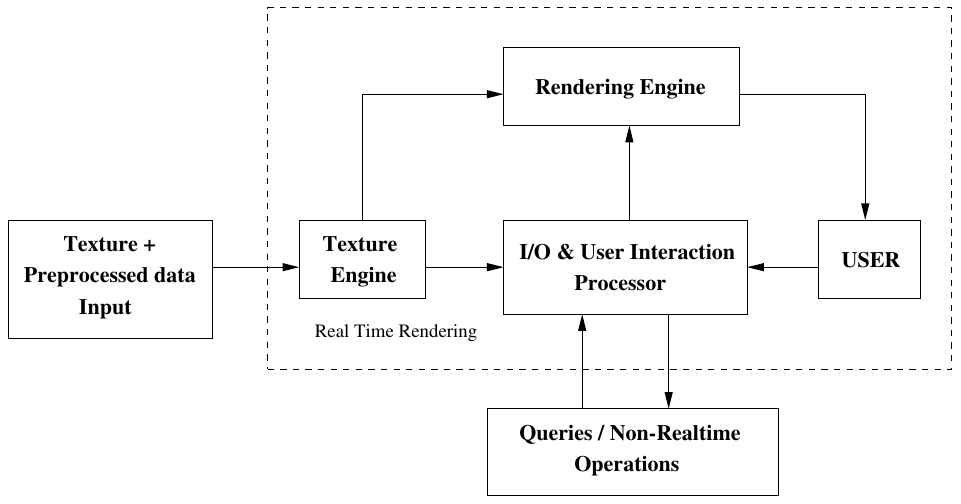 Rendering Engine
Texture +
Preprocessed data
Input
Texture
Engine
I/O & User Interaction
Processor
USER
Real Time Rendering
Queries / Non-Realtime
Operations